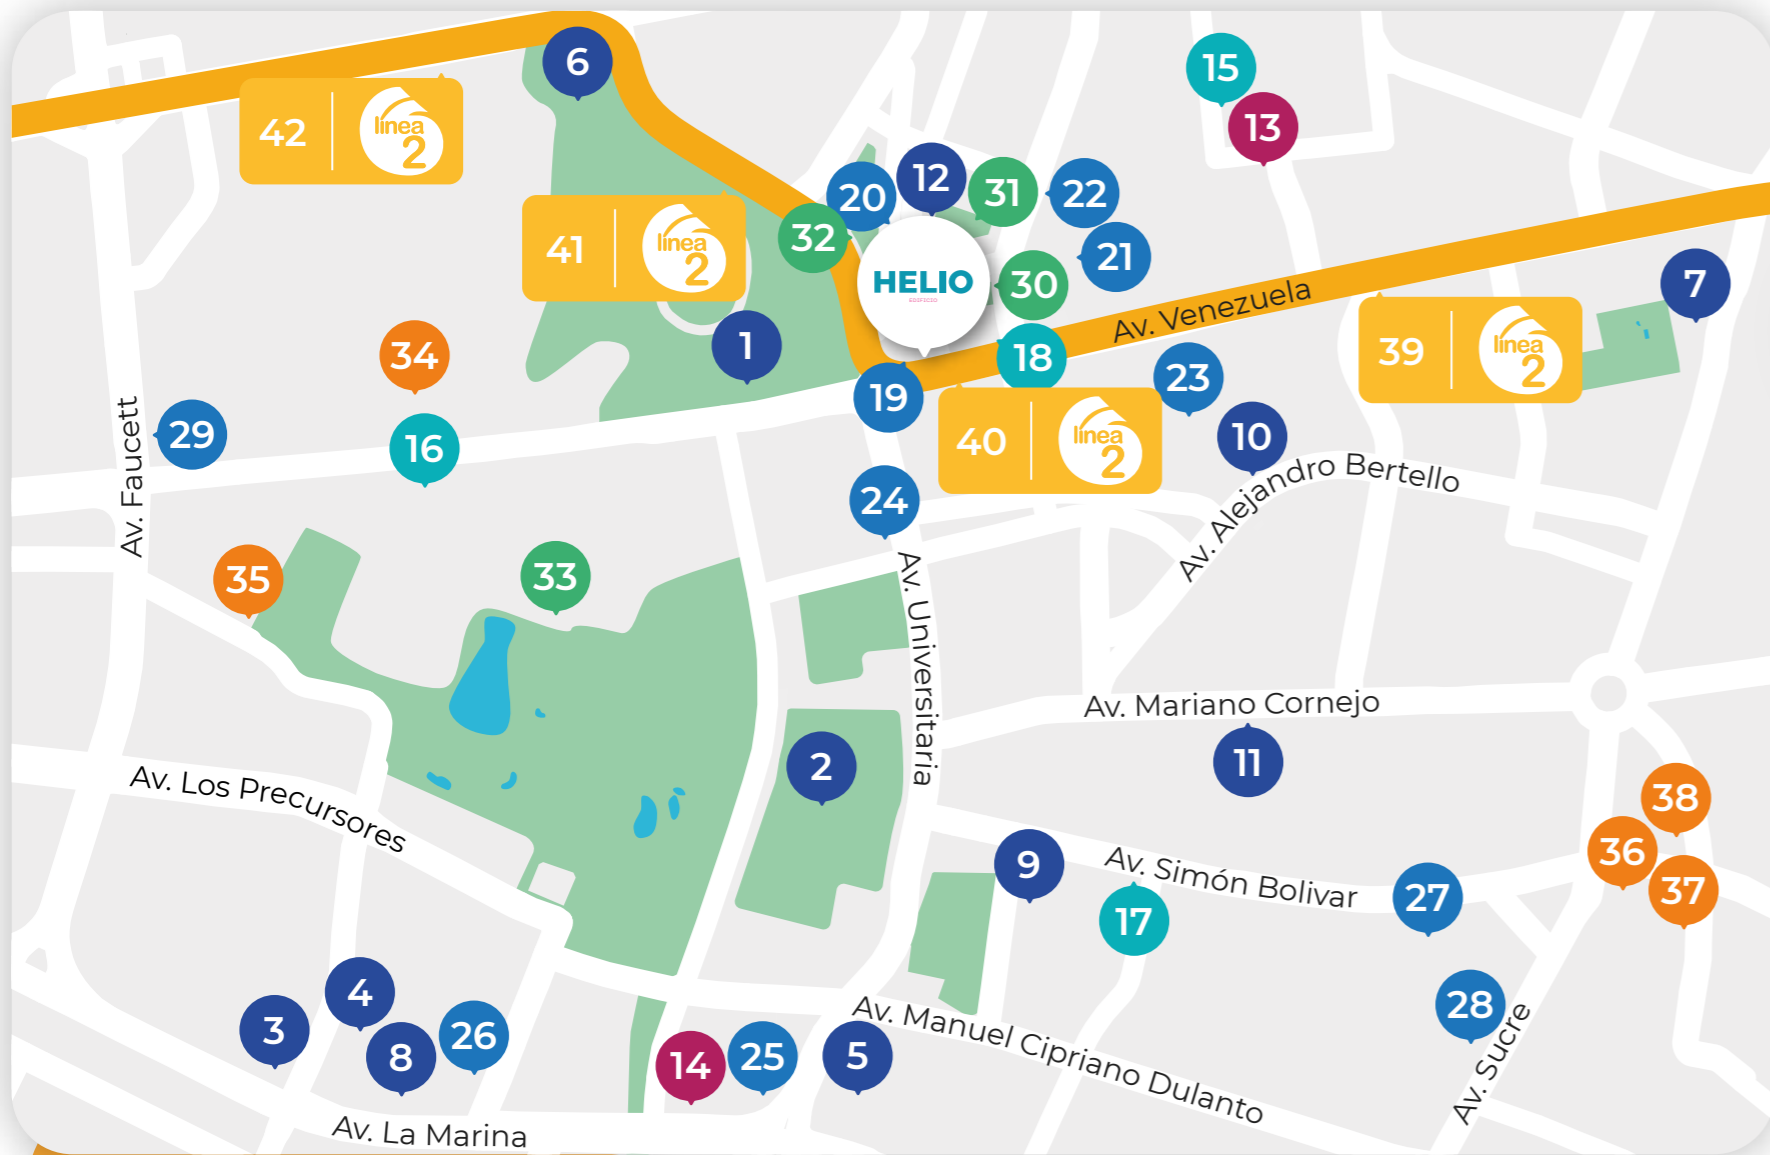 6
15
13
42
línea
2
20
12
31
22
41
línea
2
32
21
HELIO
EDIFICIO
30
7
Av. Venezuela
1
18
39
línea
2
34
23
19
29
16
40
línea
2
10
Av. Faucett
Av. Alejandro Bertello
24
35
33
Av. Universitaria
Av. Mariano Cornejo
2
11
Av. Los Precursores
38
36
37
9
Av. Simón Bolivar
27
17
4
3
8
26
28
Av. Sucre
14
25
5
Av. Manuel Cipriano Dulanto
Av. La Marina